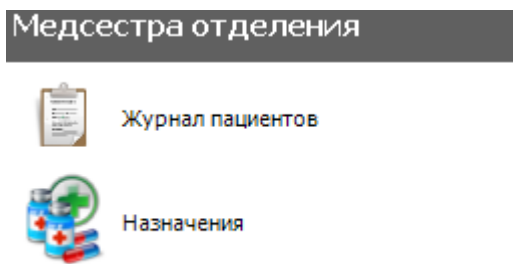 Медсестра отделения
Журнал пациентов
Назначения